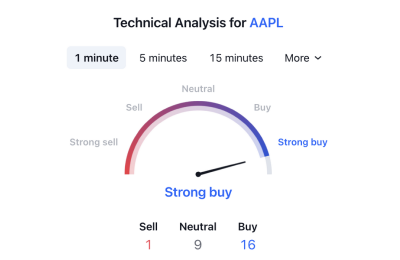 Technical Analysis for AAPL
1 minute 5 minutes 15 minutes More
Neutral
Sell Buy
Strong sell Strong buy
Strong buy
Sell Neutral Buy
1 9 16